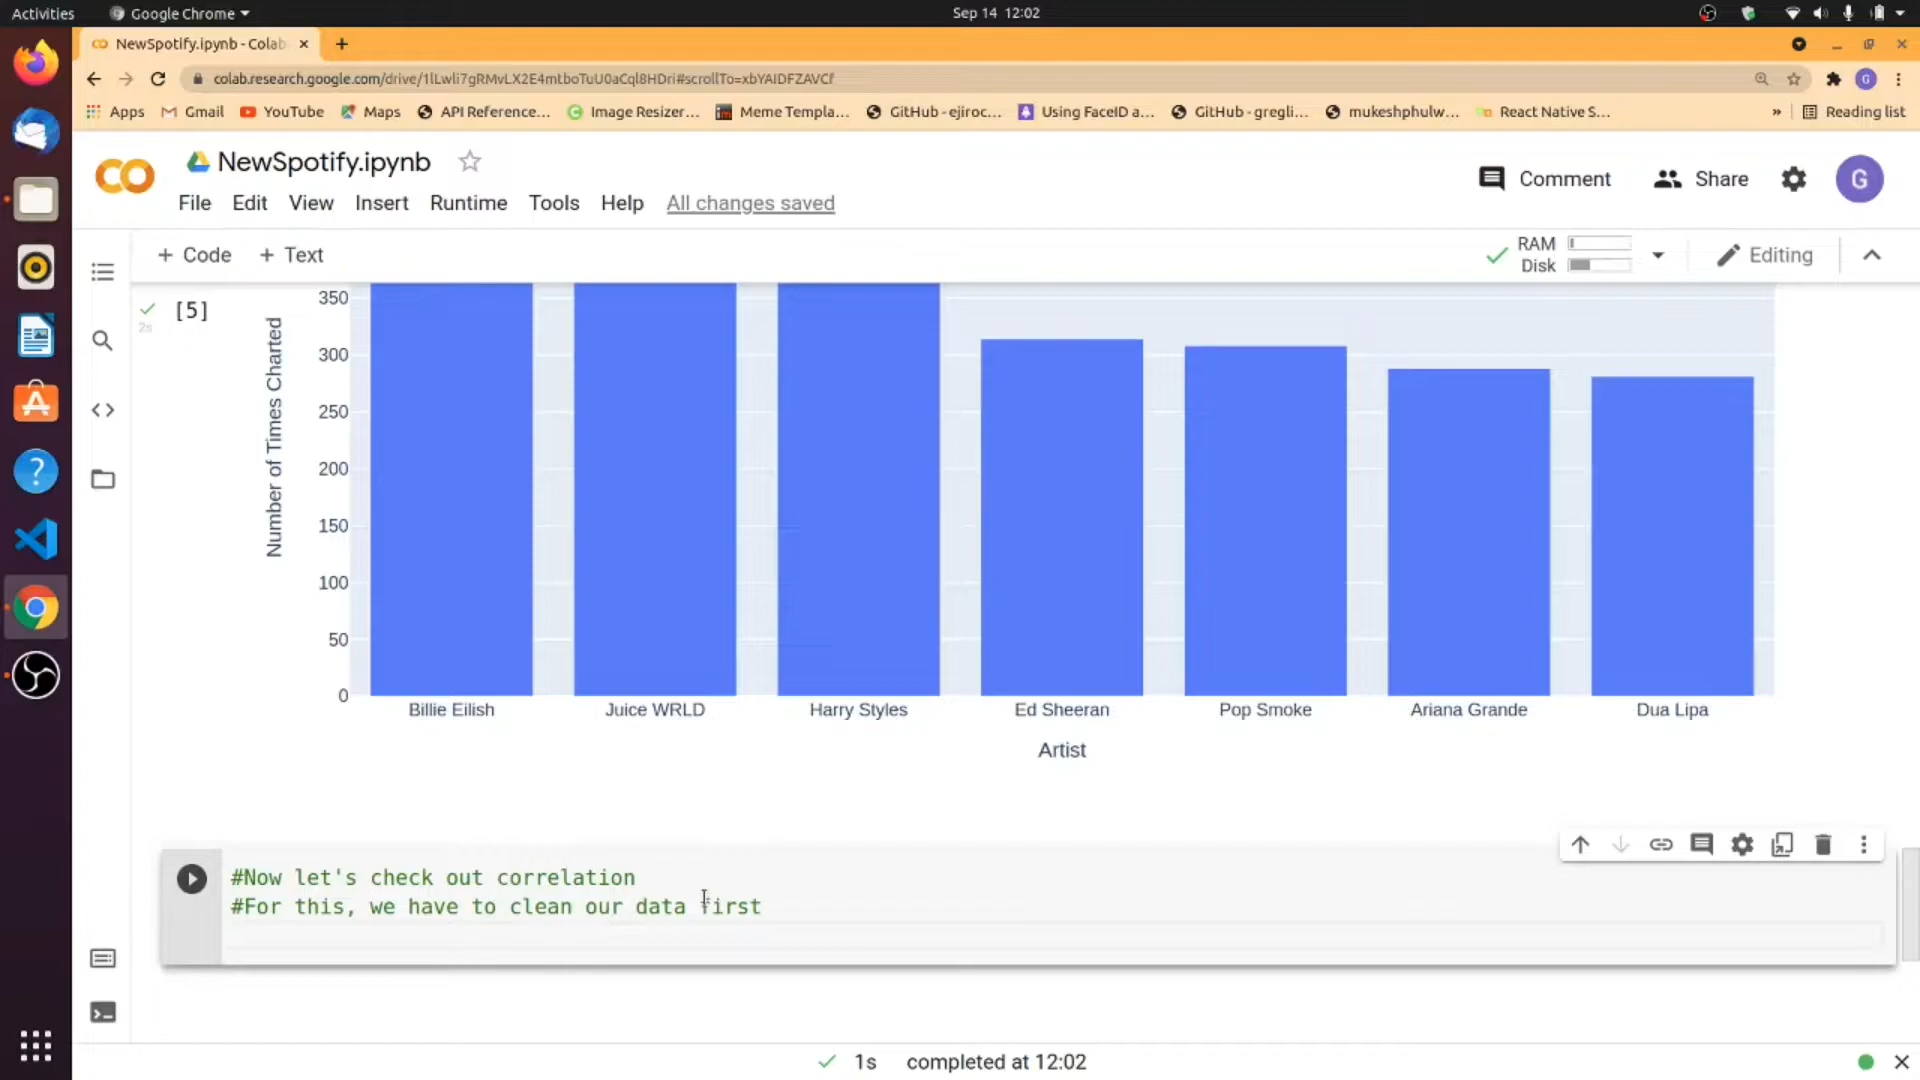 Activities
Google Chrome
Sep 14 12:02
NewSpotify.ipynb - Colab
colab.research.google.com/drive/1lLwli7gRMvLX2E4mtboTuU0aCql8HDri#scrollTo=xbYAIDFZAVCf
Apps
Gmail
YouTube
Maps
API Reference...
Image Resizer...
Meme Templa...
GitHub - ejiroc...
Using FaceID a...
GitHub - gregli...
mukeshphulw...
React Native S...
»
Reading list
NewSpotify.ipynb
Comment
Share
G
File Edit View Insert Runtime Tools Help All changes saved
+ Code + Text
RAM
Disk
Editing
[5]
2s
350
300
250
200
150
100
50
0
Number of Times Charted
Billie Eilish
Juice WRLD
Harry Styles
Ed Sheeran
Pop Smoke
Ariana Grande
Dua Lipa
Artist
#Now let's check out correlation
#For this, we have to clean our data first
1s completed at 12:02